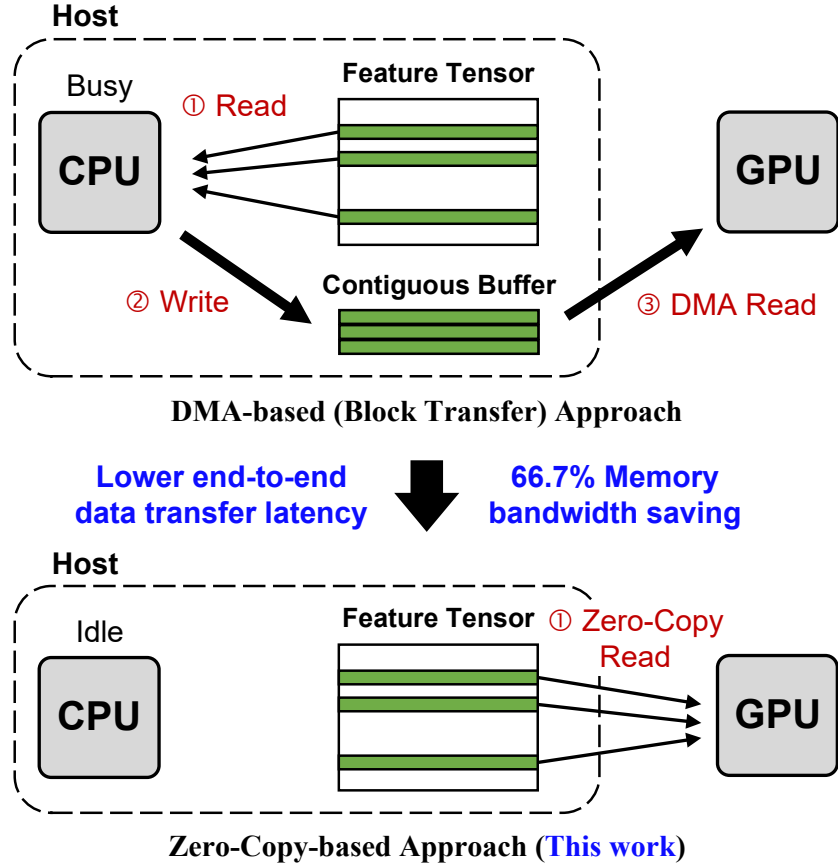 Host
Busy
CPU
① Read
Feature Tensor
GPU
② Write
Contiguous Buffer
③ DMA Read
DMA-based (Block Transfer) Approach
Lower end-to-end
data transfer latency
66.7% Memory
bandwidth saving
Host
Idle
CPU
Feature Tensor
① Zero-Copy
Read
GPU
Zero-Copy-based Approach (This work)